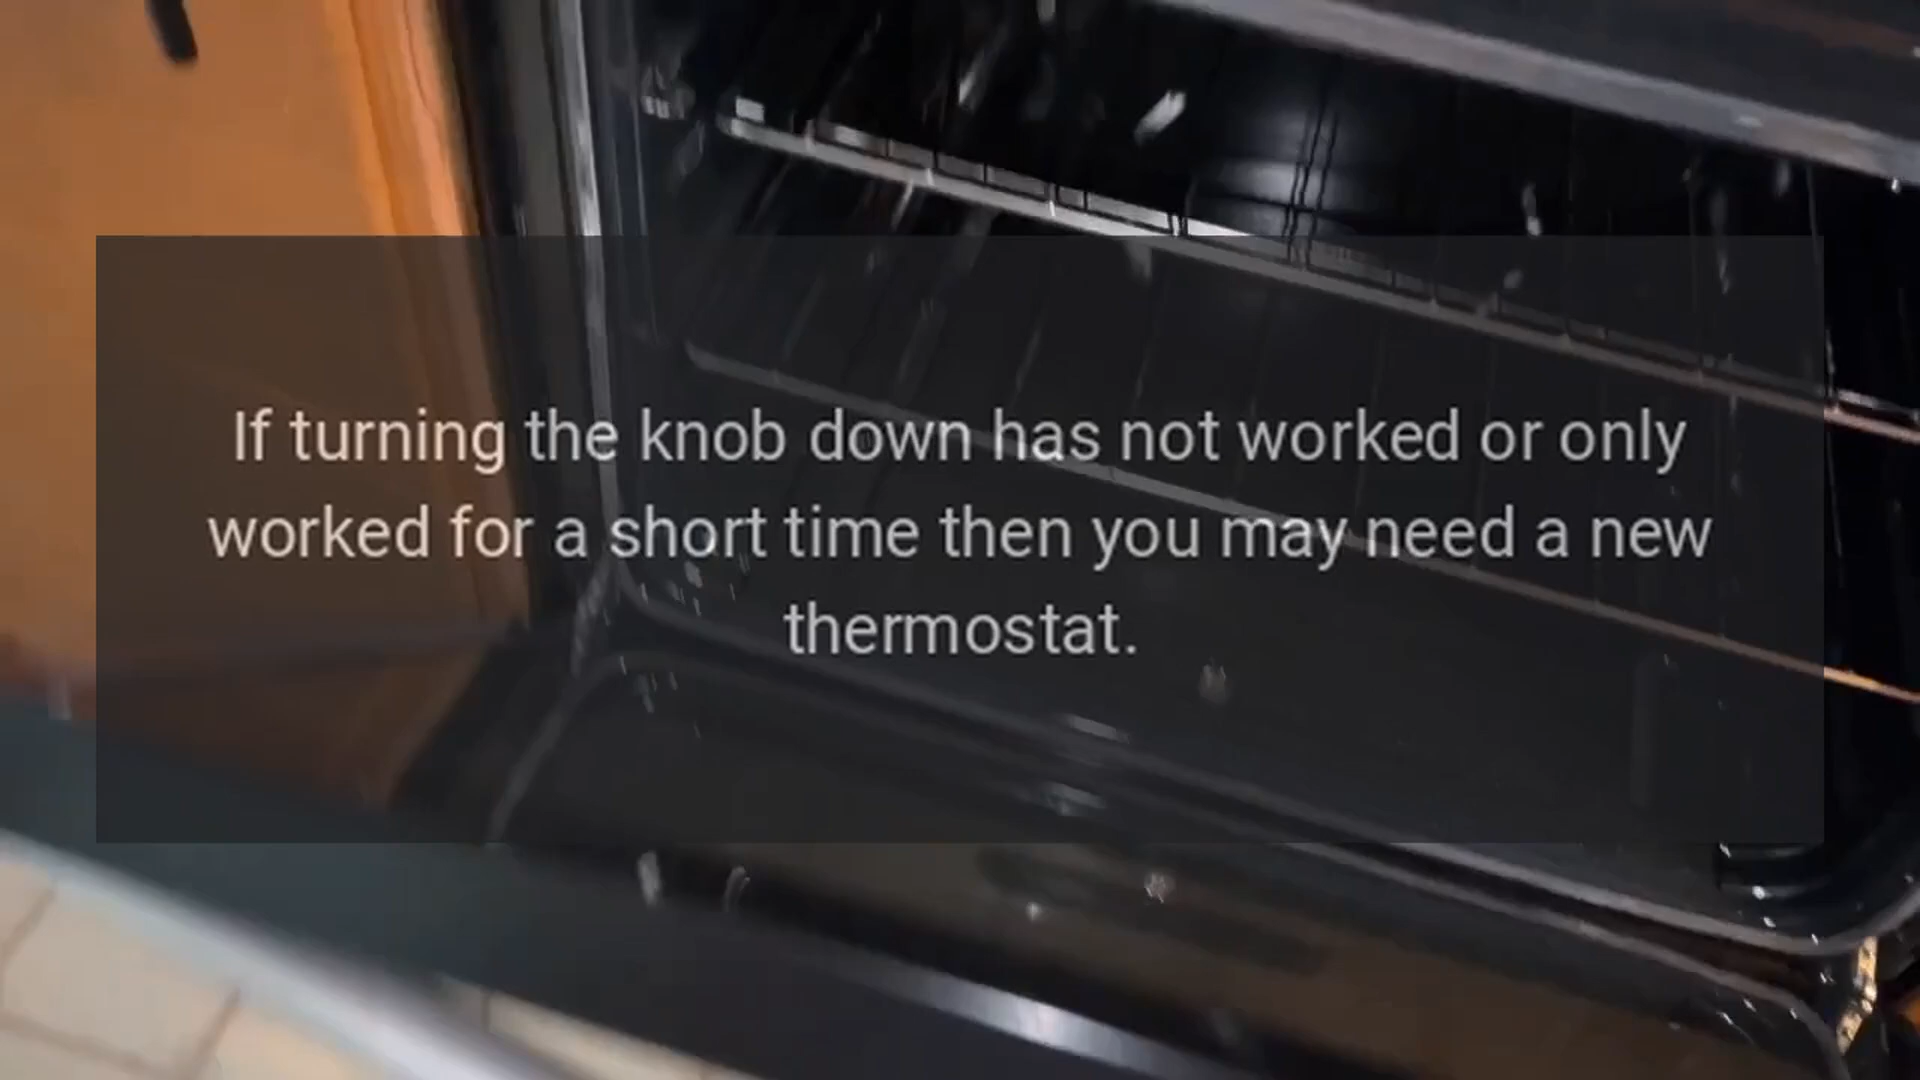 If turning the knob down has not worked or only
worked for a short time then you may need a new
thermostat.